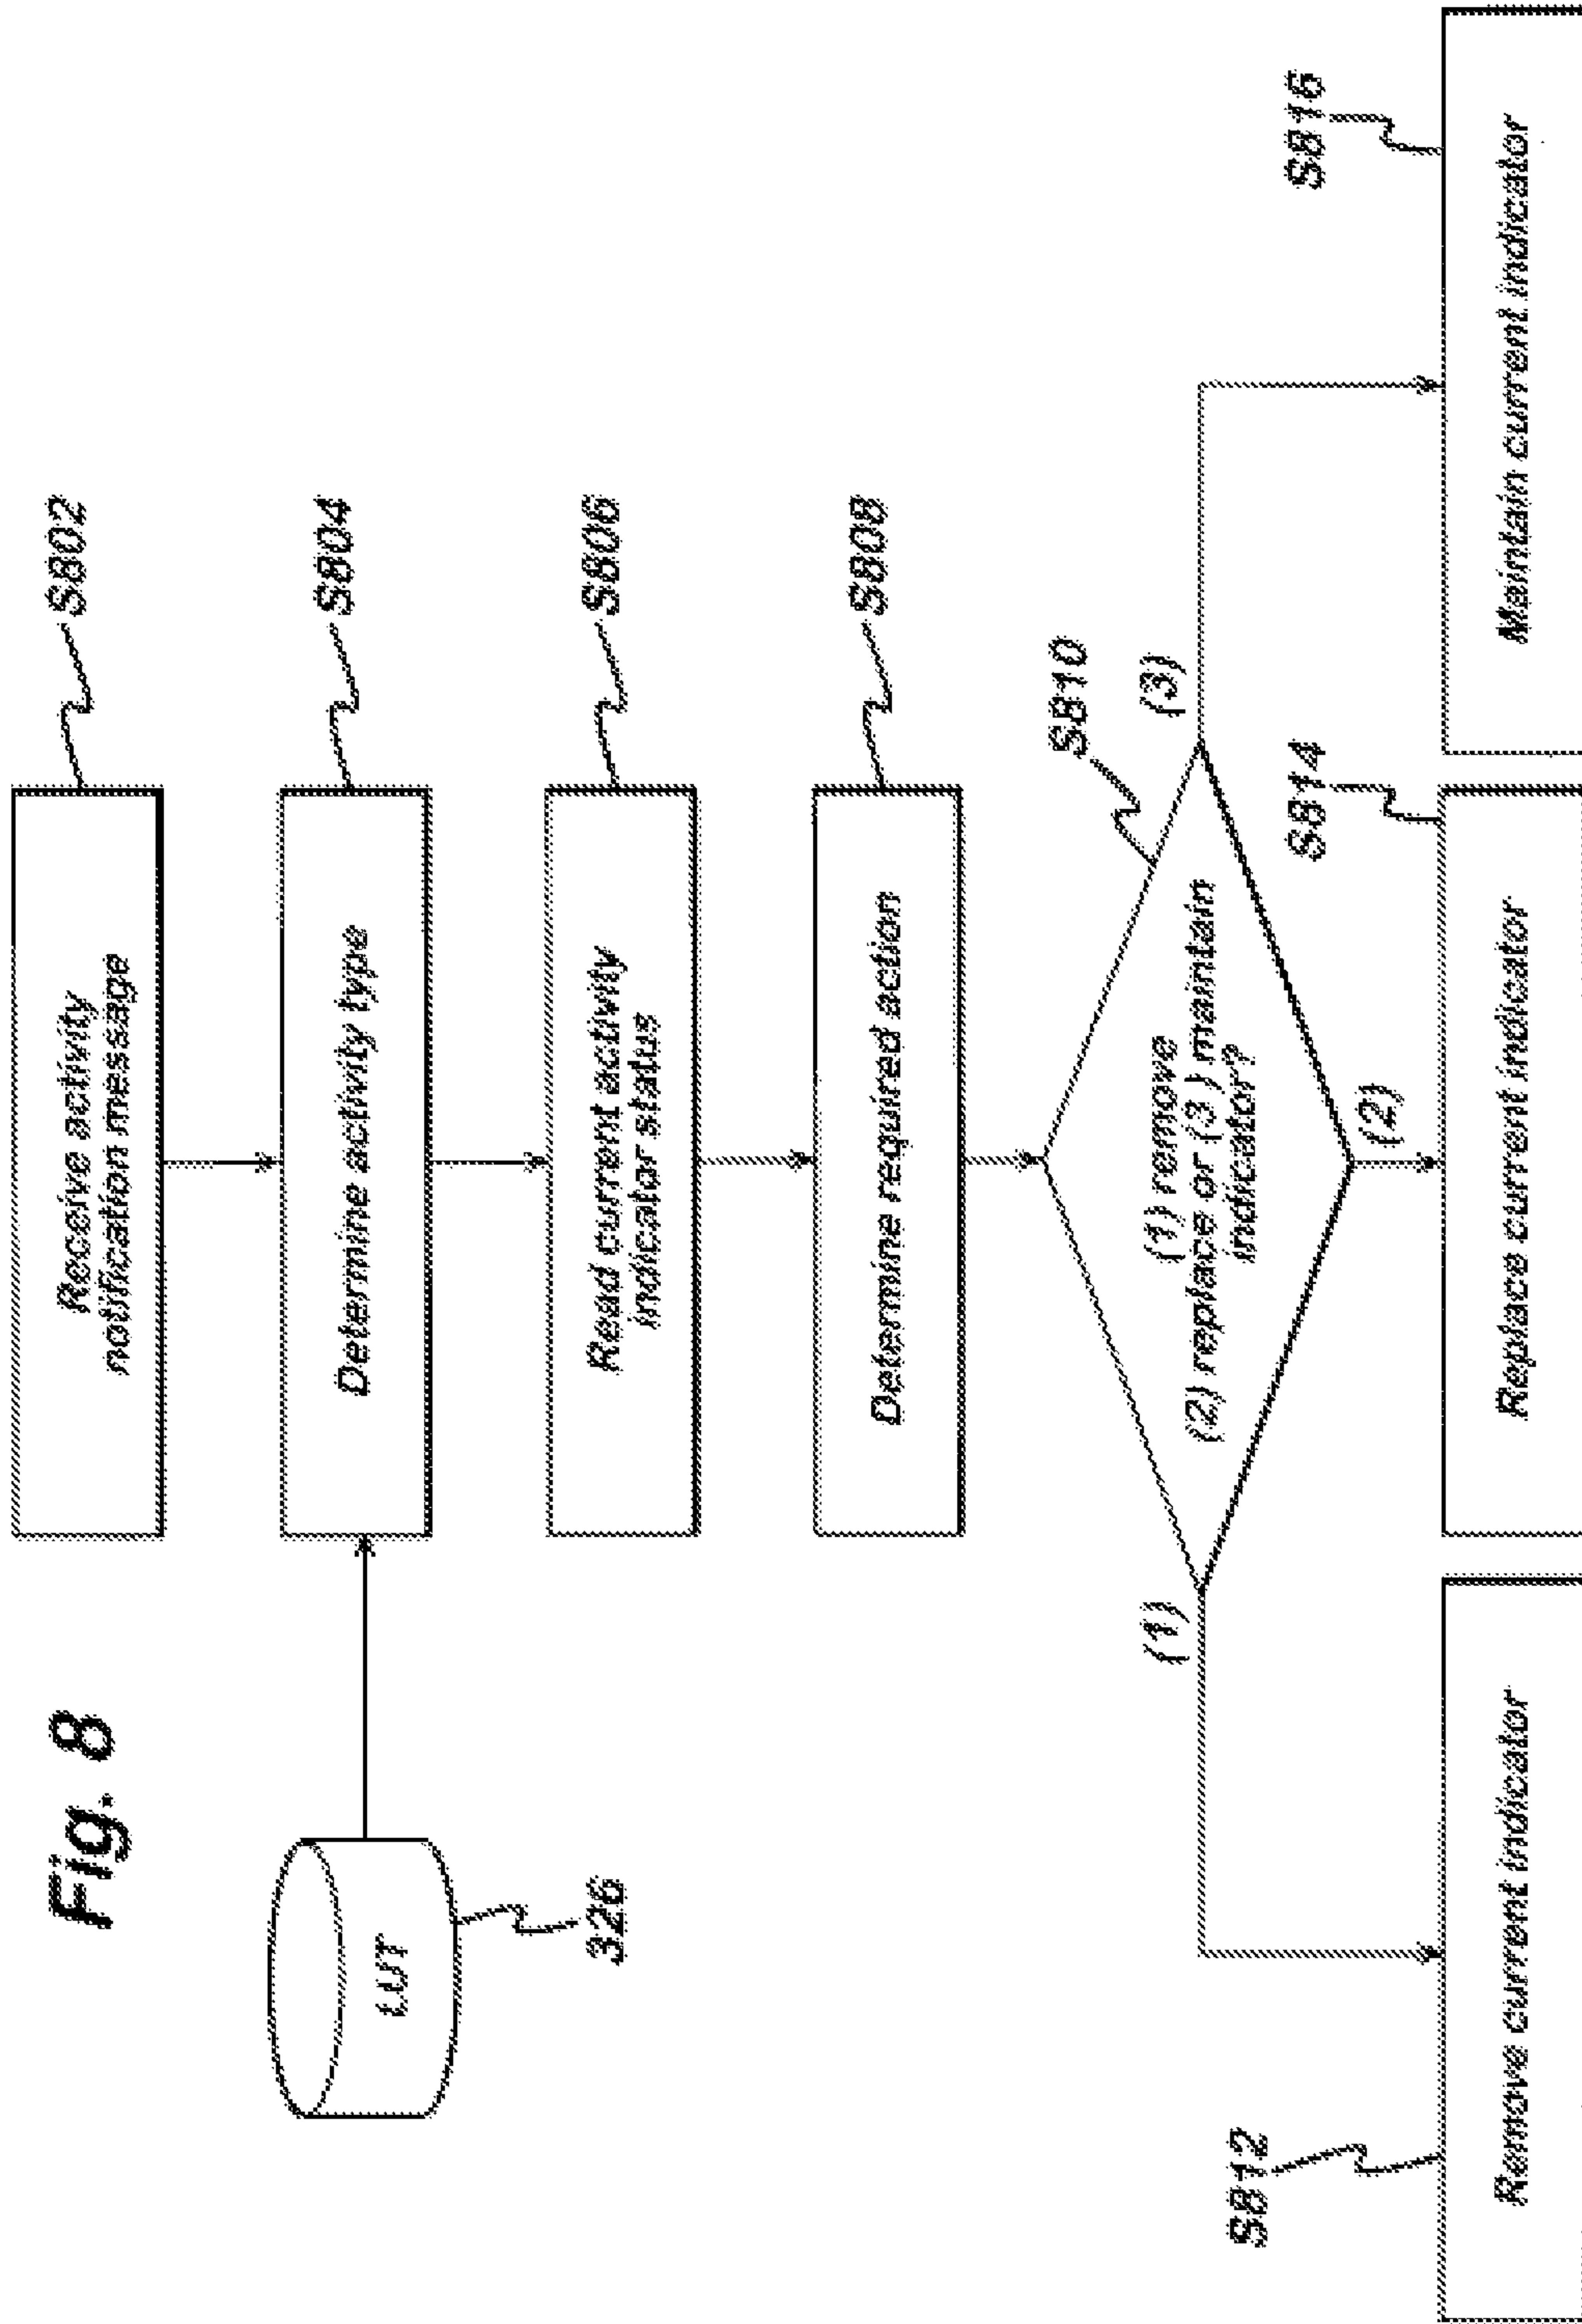 Fig. 8
Receive activity
notification message
S802
LUT
326
Determine activity type
S804
Read current activity
indicator status
S806
Determine required action
S808
(1) remove
(2) replace or (3) maintain
indicator?
S810
(1)
(2)
(3)
S812
Remove current indicator
S814
Replace current indicator
S816
Maintain current indicator